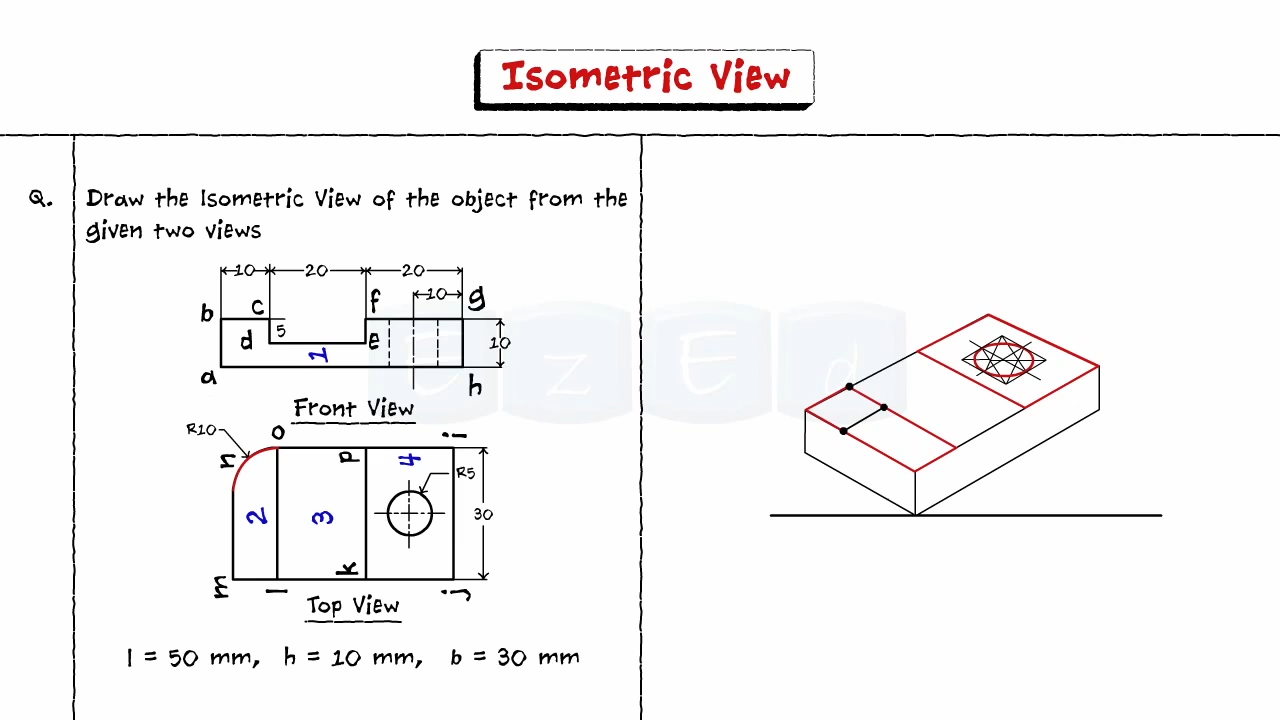 Isometric View
Q. Draw the Isometric View of the object from the
given two views
10 20 20
10
b c f g
5
d e
1
10
a h
Front View
R10
o i
n p 4
R5
2 3 30
m l k j
Top View
l = 50 mm, h = 10 mm, b = 30 mm
E z E d